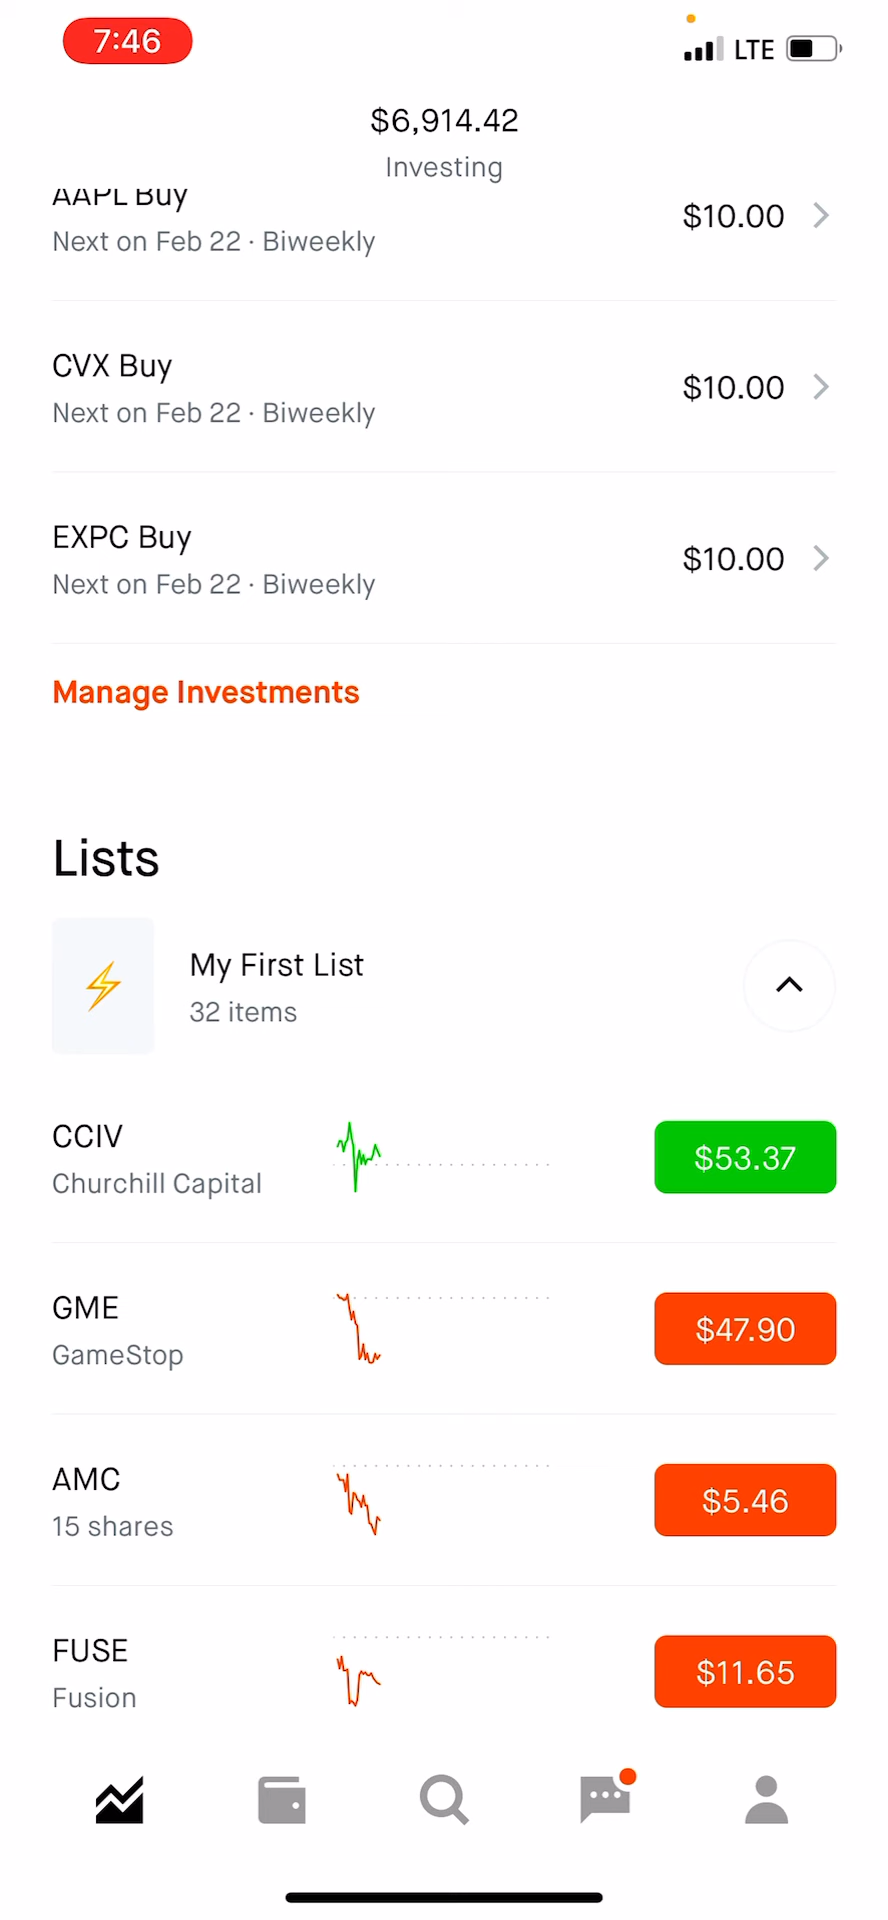 7:46
LTE
$6,914.42
Investing
AAPL Buy
$10.00
Next on Feb 22 · Biweekly
CVX Buy
$10.00
Next on Feb 22 · Biweekly
EXPC Buy
$10.00
Next on Feb 22 · Biweekly
Manage Investments
Lists
My First List
32 items
CCIV
$53.37
Churchill Capital
GME
$47.90
GameStop
AMC
$5.46
15 shares
FUSE
$11.65
Fusion